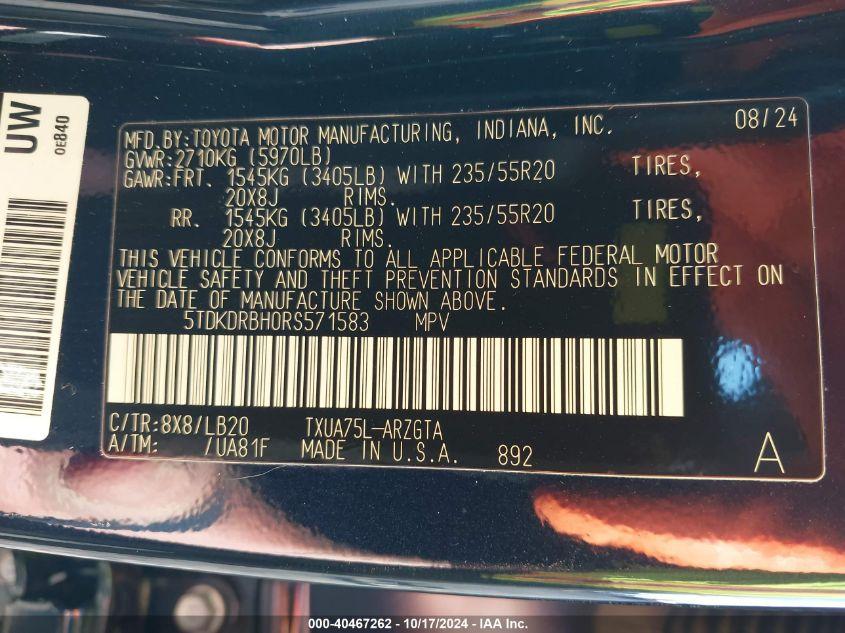 UW
OE840
MFD.BY:TOYOTA MOTOR MANUFACTURING, INDIANA, INC. 08/24
GVWR:2710KG (5970LB)
GAWR:FRT. 1545KG (3405LB) WITH 235/55R20 TIRES,
20X8J RIMS.
RR. 1545KG (3405LB) WITH 235/55R20 TIRES,
20X8J RIMS.
THIS VEHICLE CONFORMS TO ALL APPLICABLE FEDERAL MOTOR
VEHICLE SAFETY AND THEFT PREVENTION STANDARDS IN EFFECT ON
THE DATE OF MANUFACTURE SHOWN ABOVE.
5TDKDRBH0RS571583 MPV
C/TR:8X8/LB20 TXUA75L-ARZGTA
A/TM: /UA81F MADE IN U.S.A. 892 A
000-40467262 - 10/17/2024 - IAA Inc.